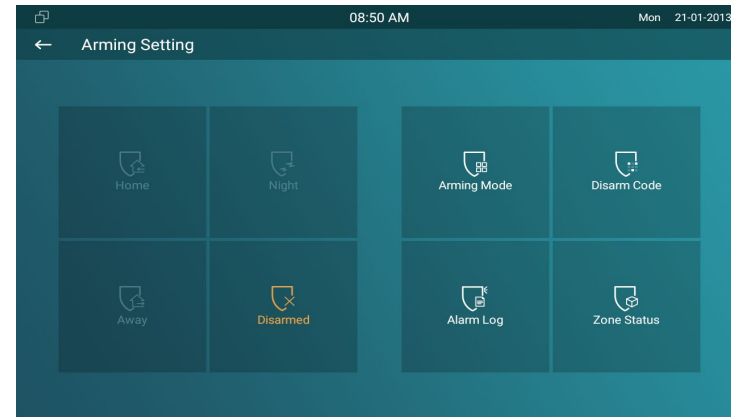 08:50 AM
Mon 21-01-2013
Arming Setting
Home
Night
Arming Mode
Disarm Code
Away
Disarmed
Alarm Log
Zone Status